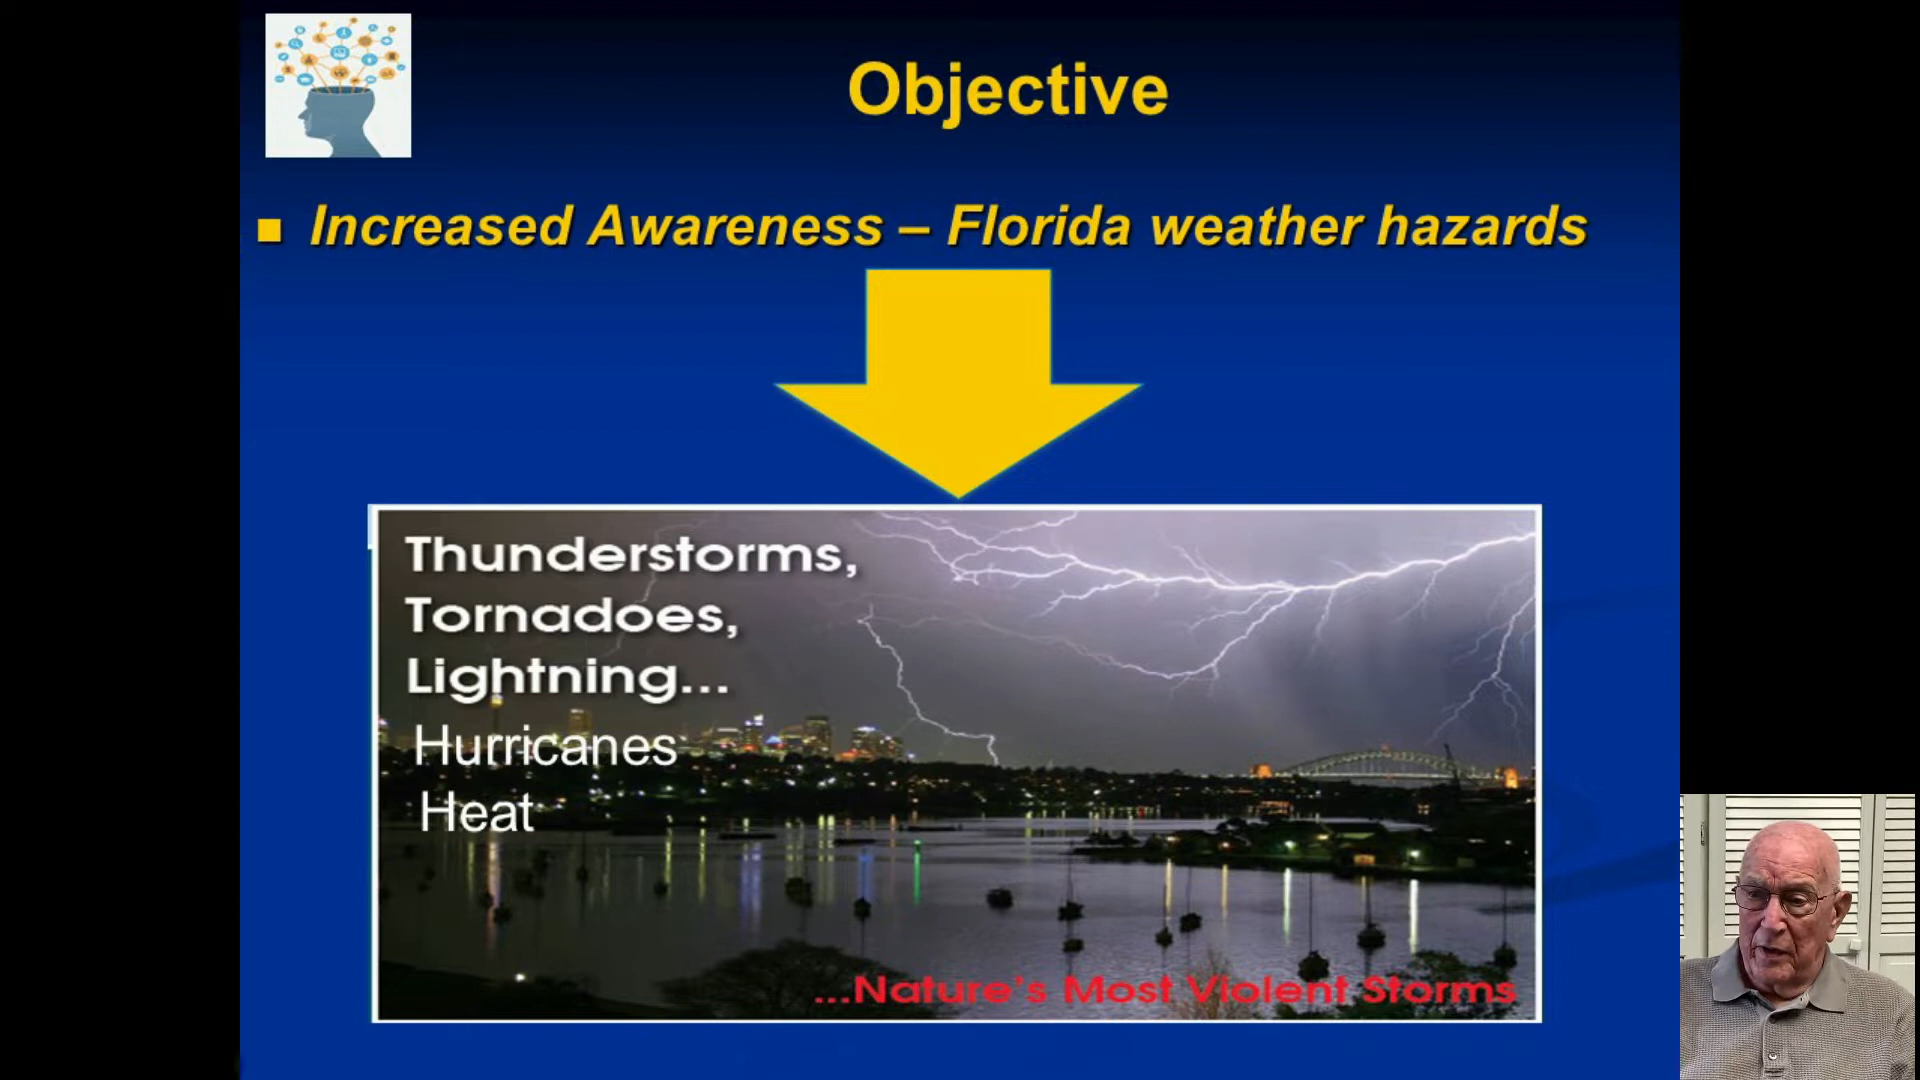 Objective
Increased Awareness – Florida weather hazards
Thunderstorms,
Tornadoes,
Lightning...
Hurricanes
Heat
...Nature's Most Violent Storms